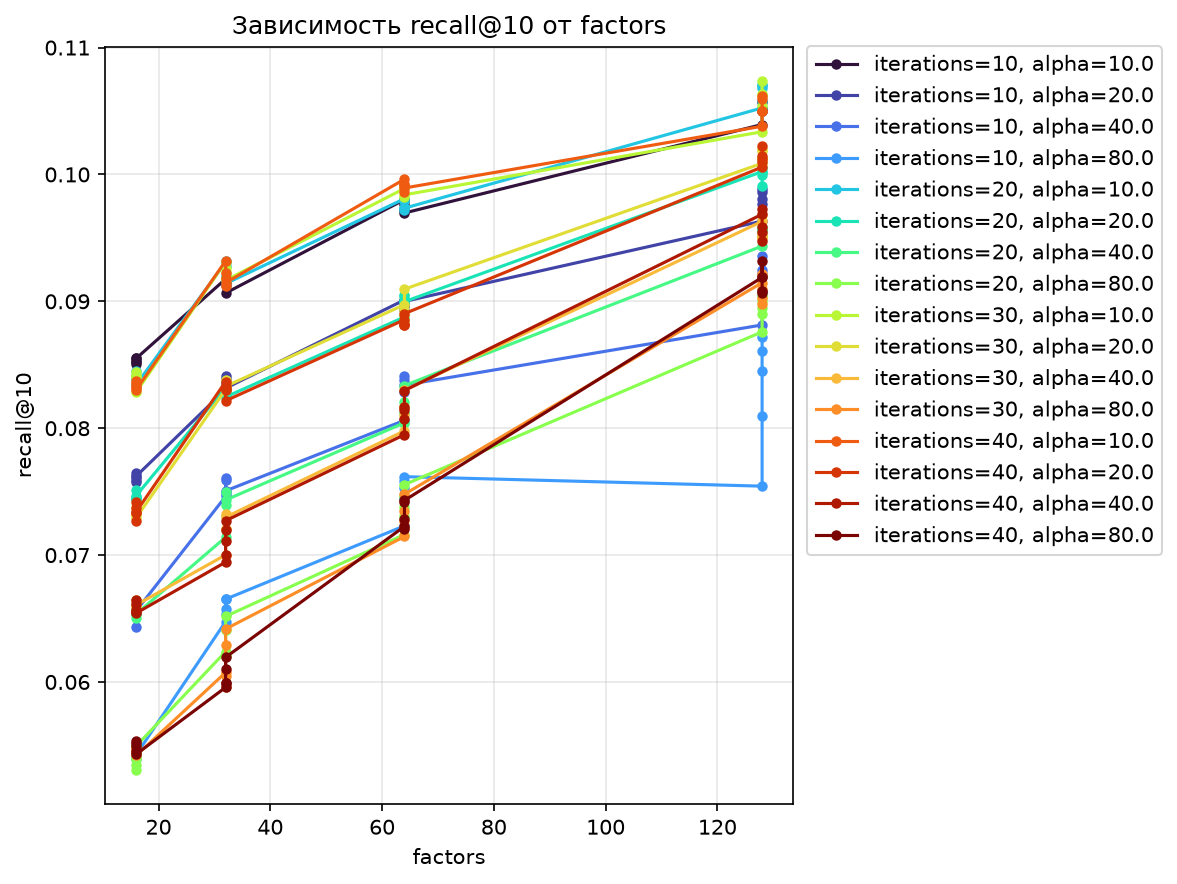 Зависимость recall@10 от factors
0.11
0.10
0.09
0.08
0.07
0.06
recall@10
20
40
60
80
100
120
factors
iterations=10, alpha=10.0
iterations=10, alpha=20.0
iterations=10, alpha=40.0
iterations=10, alpha=80.0
iterations=20, alpha=10.0
iterations=20, alpha=20.0
iterations=20, alpha=40.0
iterations=20, alpha=80.0
iterations=30, alpha=10.0
iterations=30, alpha=20.0
iterations=30, alpha=40.0
iterations=30, alpha=80.0
iterations=40, alpha=10.0
iterations=40, alpha=20.0
iterations=40, alpha=40.0
iterations=40, alpha=80.0